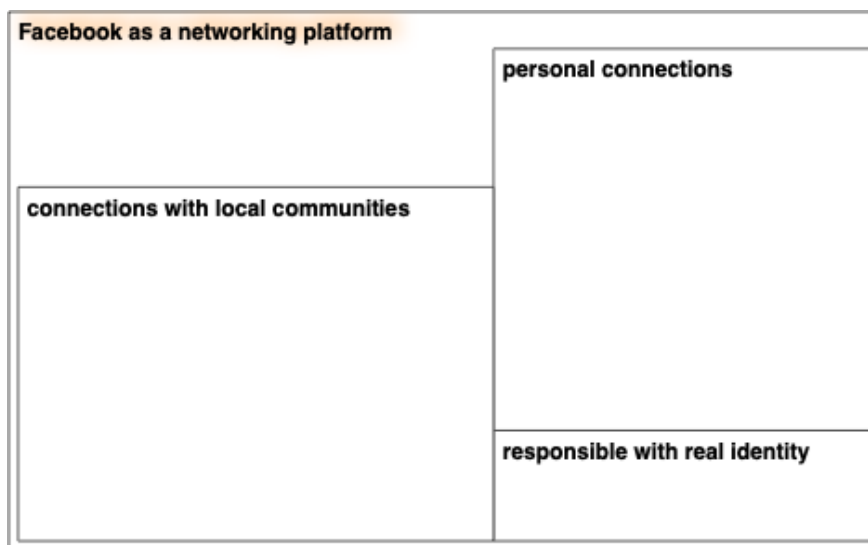 Facebook as a networking platform
personal connections
connections with local communities
responsible with real identity